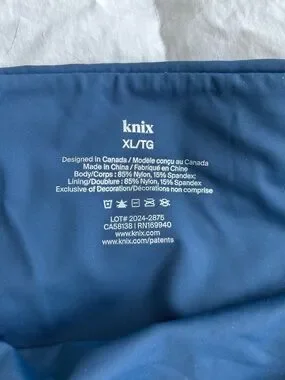 knix
XL/TG
Designed in Canada / Modèle conçu au Canada
Made in China / Fabriqué en Chine
Body/Corps : 85% Nylon, 15% Spandex:
Lining/Doublure : 85% Nylon, 15% Spandex
Exclusive of Decoration/Décorations non comprise
LOT# 2024-2875
CA58138 | RN169940
www.knix.com
www.knix.com/patents